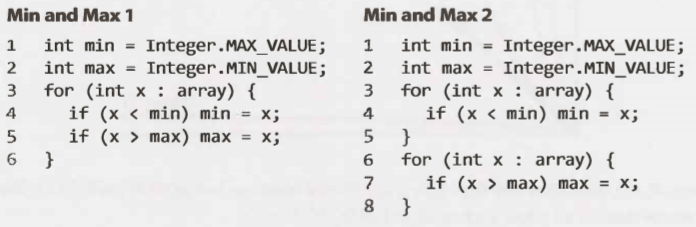 Min and Max 1
1 int min = Integer.MAX_VALUE;
2 int max = Integer.MIN_VALUE;
3 for (int x : array) {
4 if (x < min) min = x;
5 if (x > max) max = x;
6 }
Min and Max 2
1 int min = Integer.MAX_VALUE;
2 int max = Integer.MIN_VALUE;
3 for (int x : array) {
4 if (x < min) min = x;
5 }
6 for (int x : array) {
7 if (x > max) max = x;
8 }